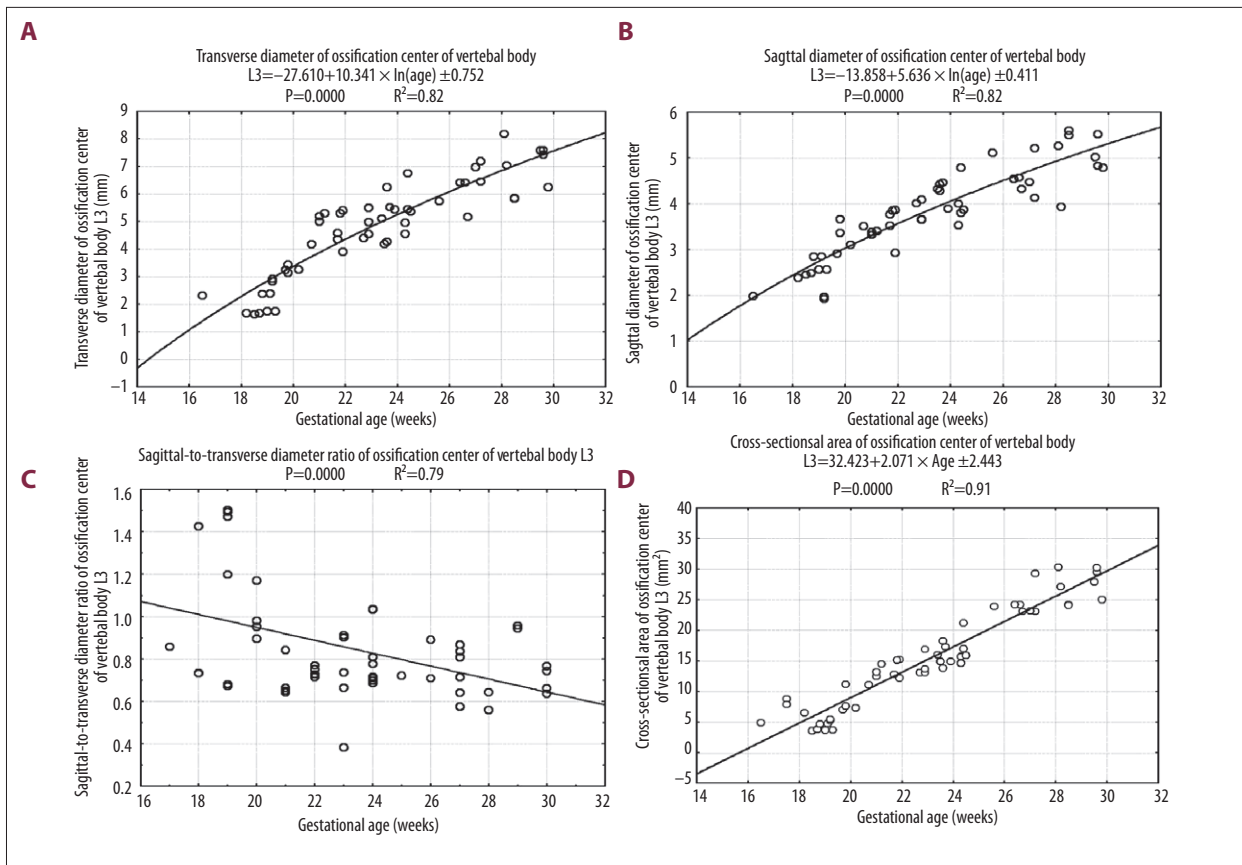 A
Transverse diameter of ossification center of vertebal body
L3=−27.610+10.341 × In(age) ±0.752
P=0.0000 R²=0.82
Transverse diameter of ossification center
of vertebal body L3 (mm)
9
8
7
6
5
4
3
2
1
0
−1
14 16 18 20 22 24 26 28 30 32
Gestational age (weeks)
B
Sagttal diameter of ossification center of vertebal body
L3=−13.858+5.636 × In(age) ±0.411
P=0.0000 R²=0.82
Sagttal diameter of ossification center
of vertebal body L3 (mm)
6
5
4
3
2
1
0
14 16 18 20 22 24 26 28 30 32
Gestational age (weeks)
C
Sagittal-to-transverse diameter ratio of ossification center of vertebal body L3
P=0.0000 R²=0.79
Sagittal-to-transverse diameter ratio of ossification center
of vertebal body L3
1.6
1.4
1.2
1.0
0.8
0.6
0.4
0.2
16 18 20 22 24 26 28 30 32
Gestational age (weeks)
D
Cross-sectionsal area of ossification center of vertebal body
L3=32.423+2.071 × Age ±2.443
P=0.0000 R²=0.91
Cross-sectionsal area of ossification center
of vertebal body L3 (mm²)
40
35
30
25
20
15
10
5
0
−5
14 16 18 20 22 24 26 28 30 32
Gestational age (weeks)